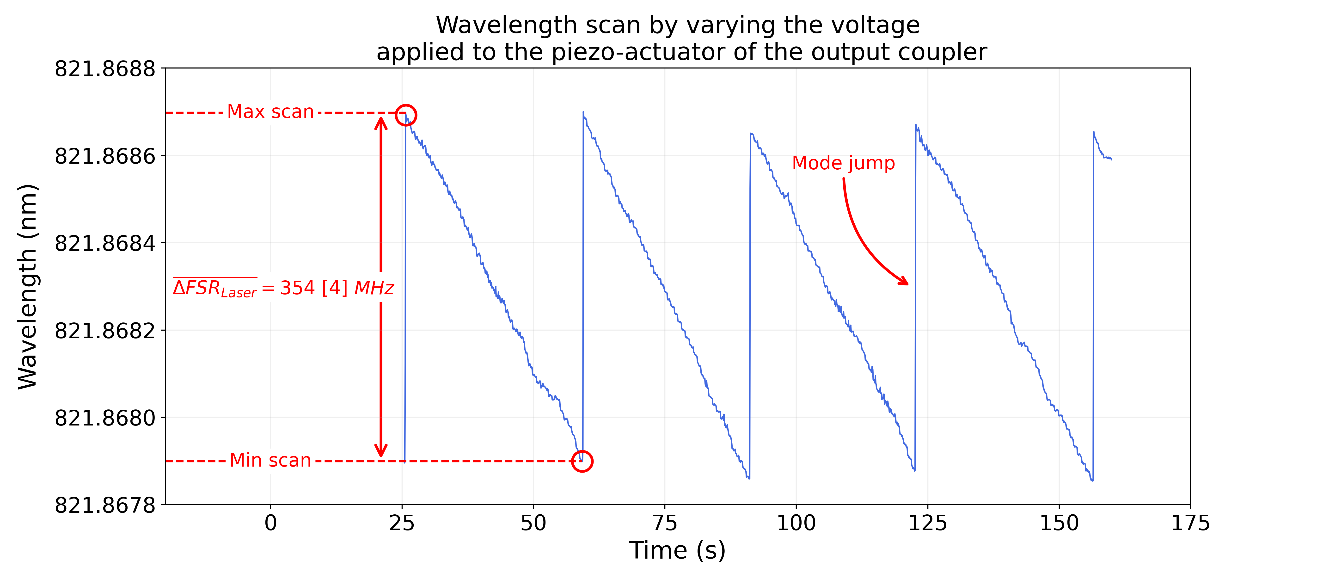 Wavelength scan by varying the voltage
applied to the piezo-actuator of the output coupler
821.8688
Max scan
821.8686
Mode jump
821.8684
Wavelength (nm)
ΔFSR_Laser = 354 [4] MHz
821.8682
821.8680
Min scan
821.8678
0 25 50 75 100 125 150 175
Time (s)